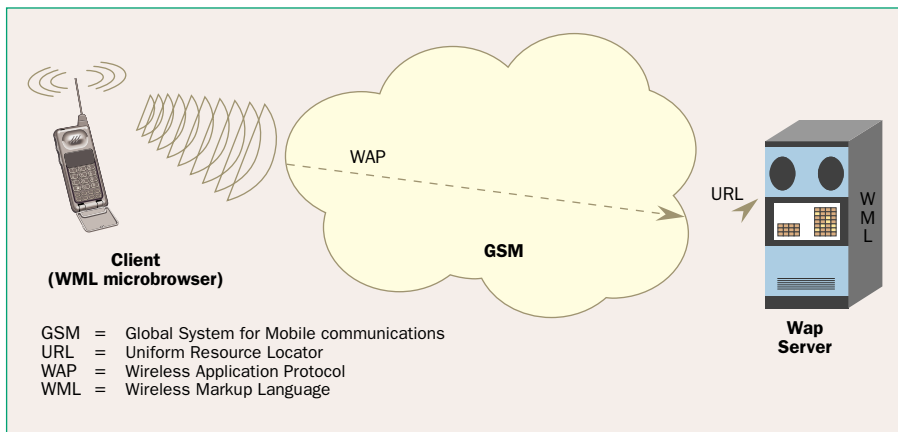 WAP
URL
WML
GSM
Client
(WML microbrowser)
Wap
Server
GSM = Global System for Mobile communications
URL = Uniform Resource Locator
WAP = Wireless Application Protocol
WML = Wireless Markup Language